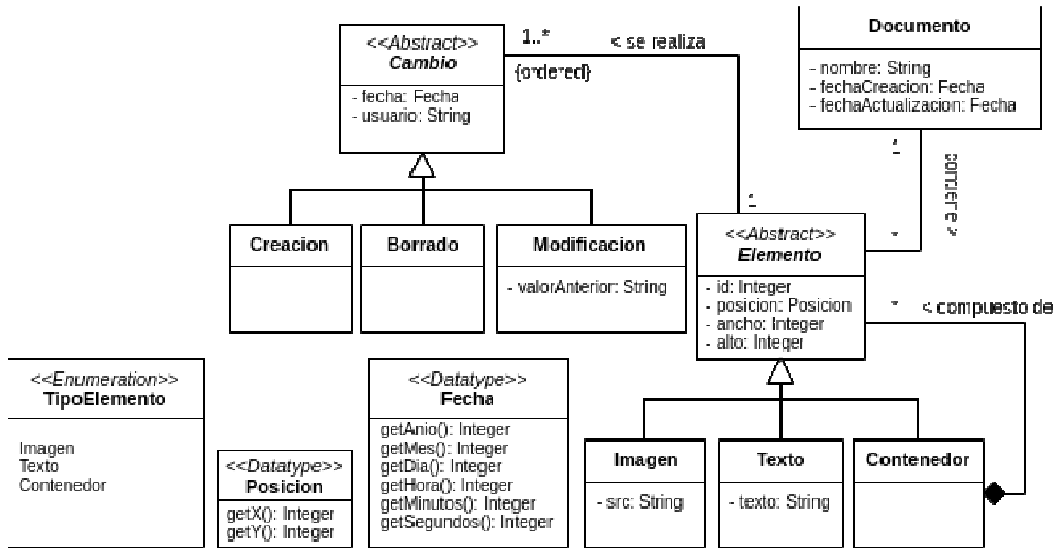 <<Abstract>>
Cambio
- fecha: Fecha
- usuario: String
1..*
< se realiza
{ordered}
Documento
- nombre: String
- fechaCreacion: Fecha
- fechaActualizacion: Fecha
*
1
Creacion
Borrado
Modificacion
- valorAnterior: String
<<Abstract>>
Elemento
- id: Integer
- posicion: Posicion
- ancho: Integer
- alto: Integer
*
< compuesto de
<<Enumeration>>
TipoElemento
Imagen
Texto
Contenedor
<<Datatype>>
Posicion
getX(): Integer
getY(): Integer
<<Datatype>>
Fecha
getAnio(): Integer
getMes(): Integer
getDia(): Integer
getHora(): Integer
getMinutos(): Integer
getSegundos(): Integer
Imagen
- src: String
Texto
- texto: String
Contenedor